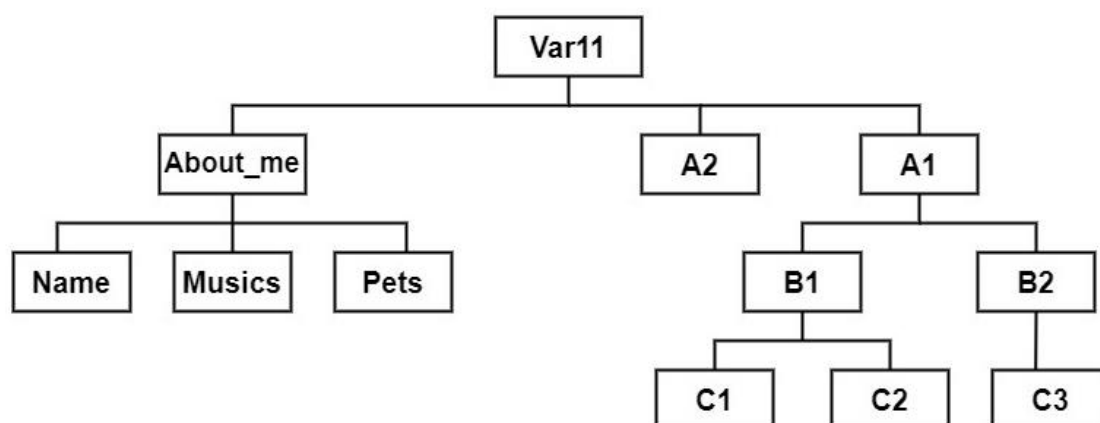 Var11
About_me
A2
A1
Name
Musics
Pets
B1
B2
C1
C2
C3